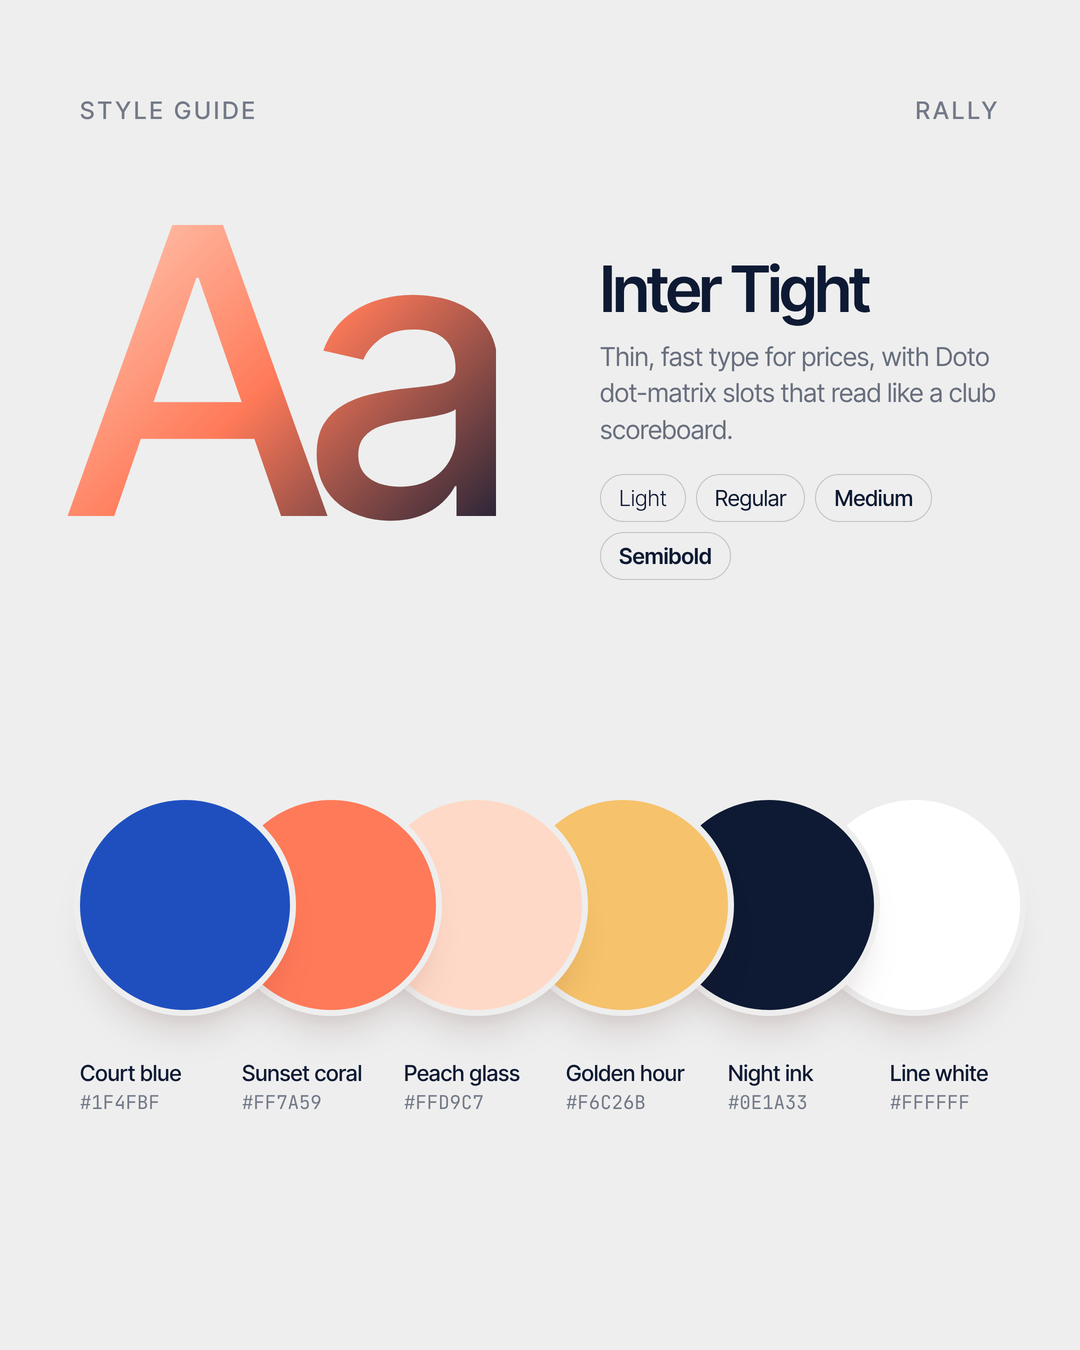 STYLE GUIDE
RALLY
Aa
Inter Tight
Thin, fast type for prices, with Doto
dot-matrix slots that read like a club
scoreboard.
Light
Regular
Medium
Semibold
Court blue
#1F4FBF
Sunset coral
#FF7A59
Peach glass
#FFD9C7
Golden hour
#F6C26B
Night ink
#0E1A33
Line white
#FFFFFF